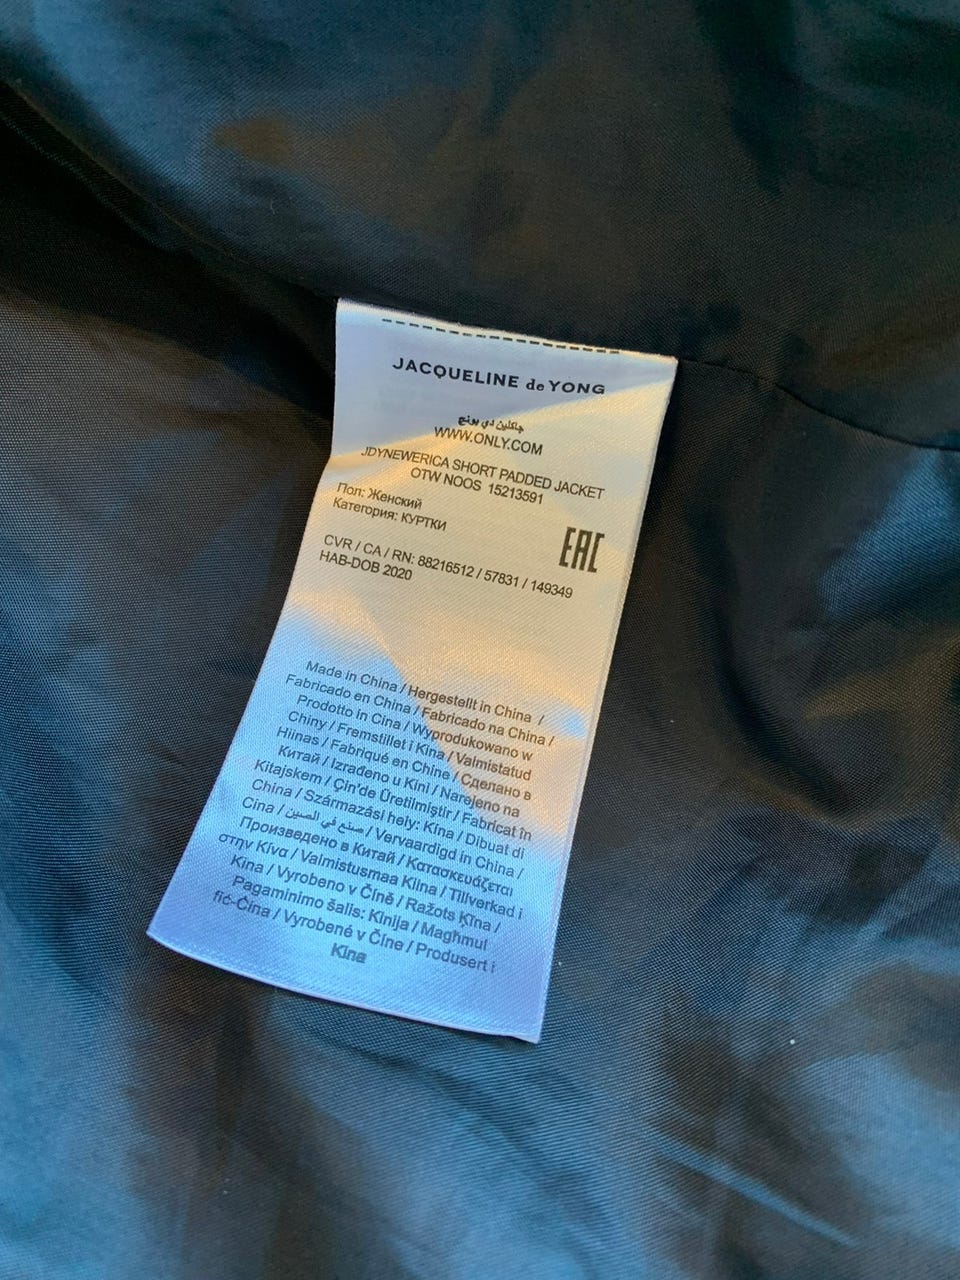 JACQUELINE de YONG
جاكلين دي يونج
WWW.ONLY.COM
JDYNEWERICA SHORT PADDED JACKET
OTW NOOS 15213591
Пол: Женский
Категория: КУРТКИ
EAC
CVR / CA / RN: 88216512 / 57831 / 149349
HAB-DOB 2020
Made in China / Hergestellt in China /
Fabricado en China / Fabricado na China /
Prodotto in Cina / Wyprodukowano w
Chiny / Fremstillet i Kina / Valmistatud
Hiinas / Fabriqué en Chine / Сделано в
Китай / Izrađeno u Kini / Narejeno na
Kitajskem / Çin'de Üretilmiştir / Fabricat în
China / Származási hely: Kína / Dibuat di
Cina / صنع في الصين / Vervaardigd in China /
Произведено в Китай / Κατασκευάζεται
στην Κίνα / Valmistusmaa Kiina / Tillverkad i
Kina / Vyrobeno v Číně / Ražots Ķīna /
Pagaminimo šalis: Kinija / Magħmul
fiċ-Ċina / Vyrobené v Číne / Produsert i
Kina